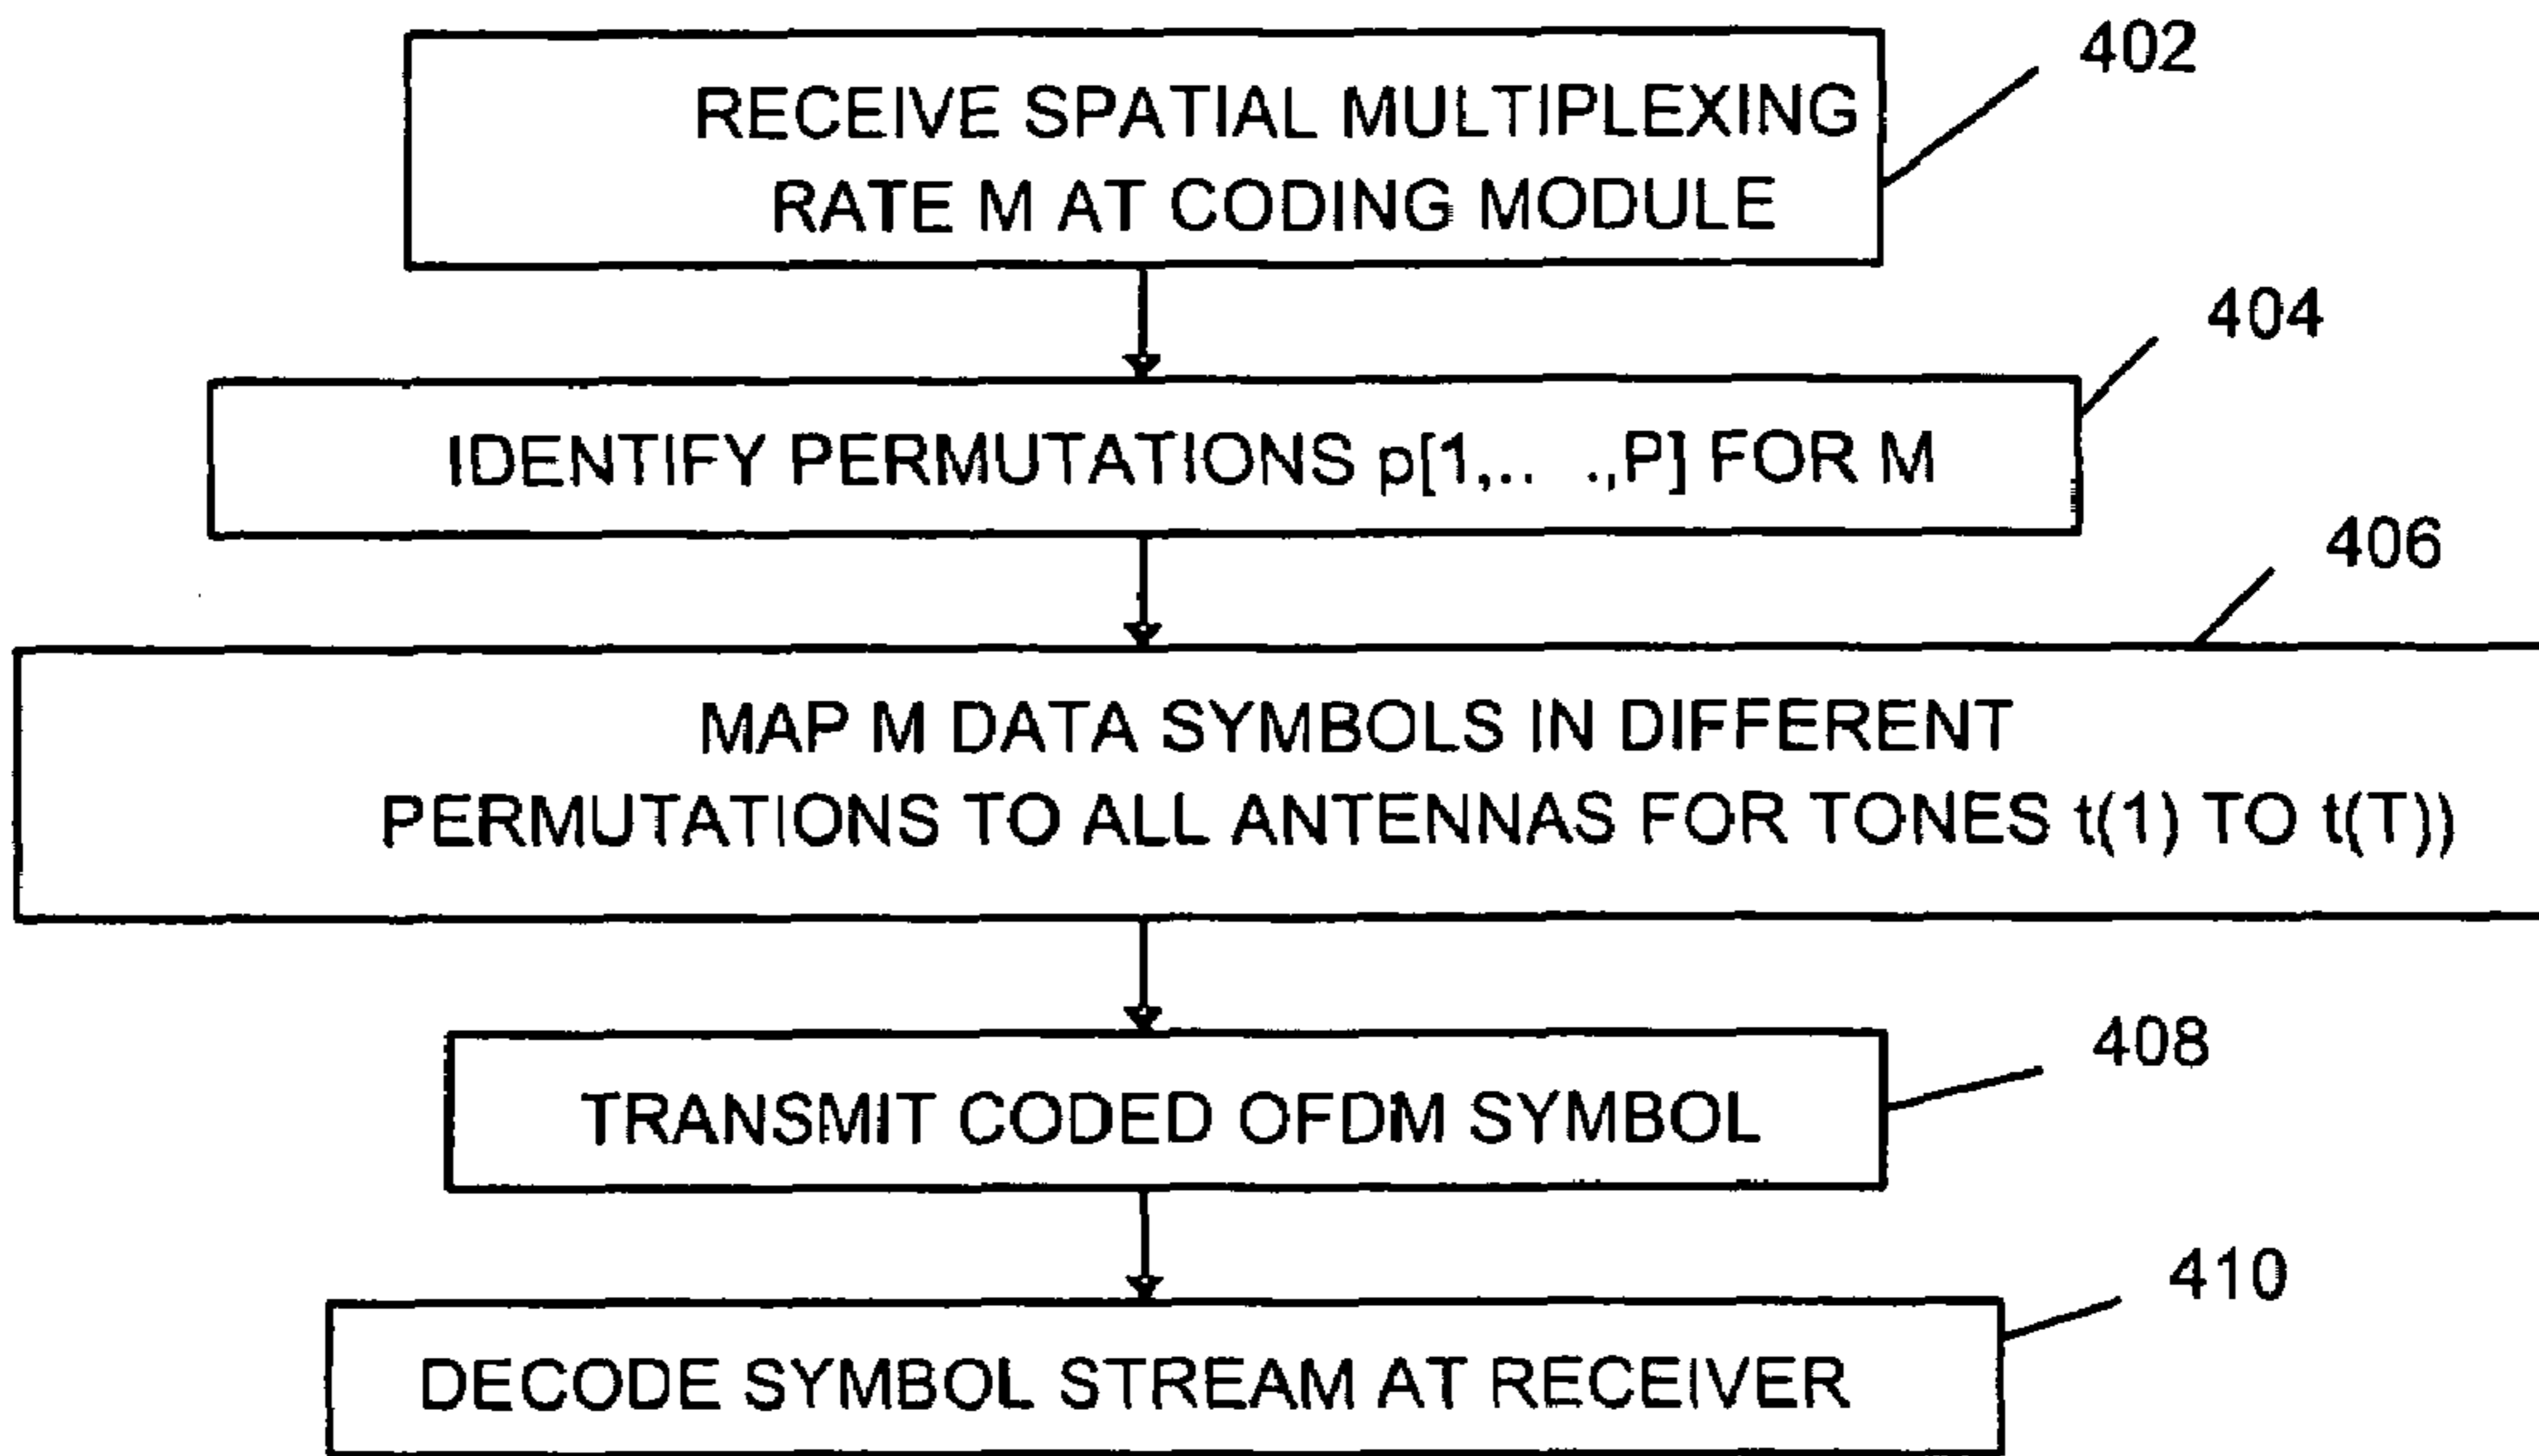 RECEIVE SPATIAL MULTIPLEXING
RATE M AT CODING MODULE
402
IDENTIFY PERMUTATIONS p[1,.. .,P] FOR M
404
MAP M DATA SYMBOLS IN DIFFERENT
PERMUTATIONS TO ALL ANTENNAS FOR TONES t(1) TO t(T))
406
TRANSMIT CODED OFDM SYMBOL
408
DECODE SYMBOL STREAM AT RECEIVER
410